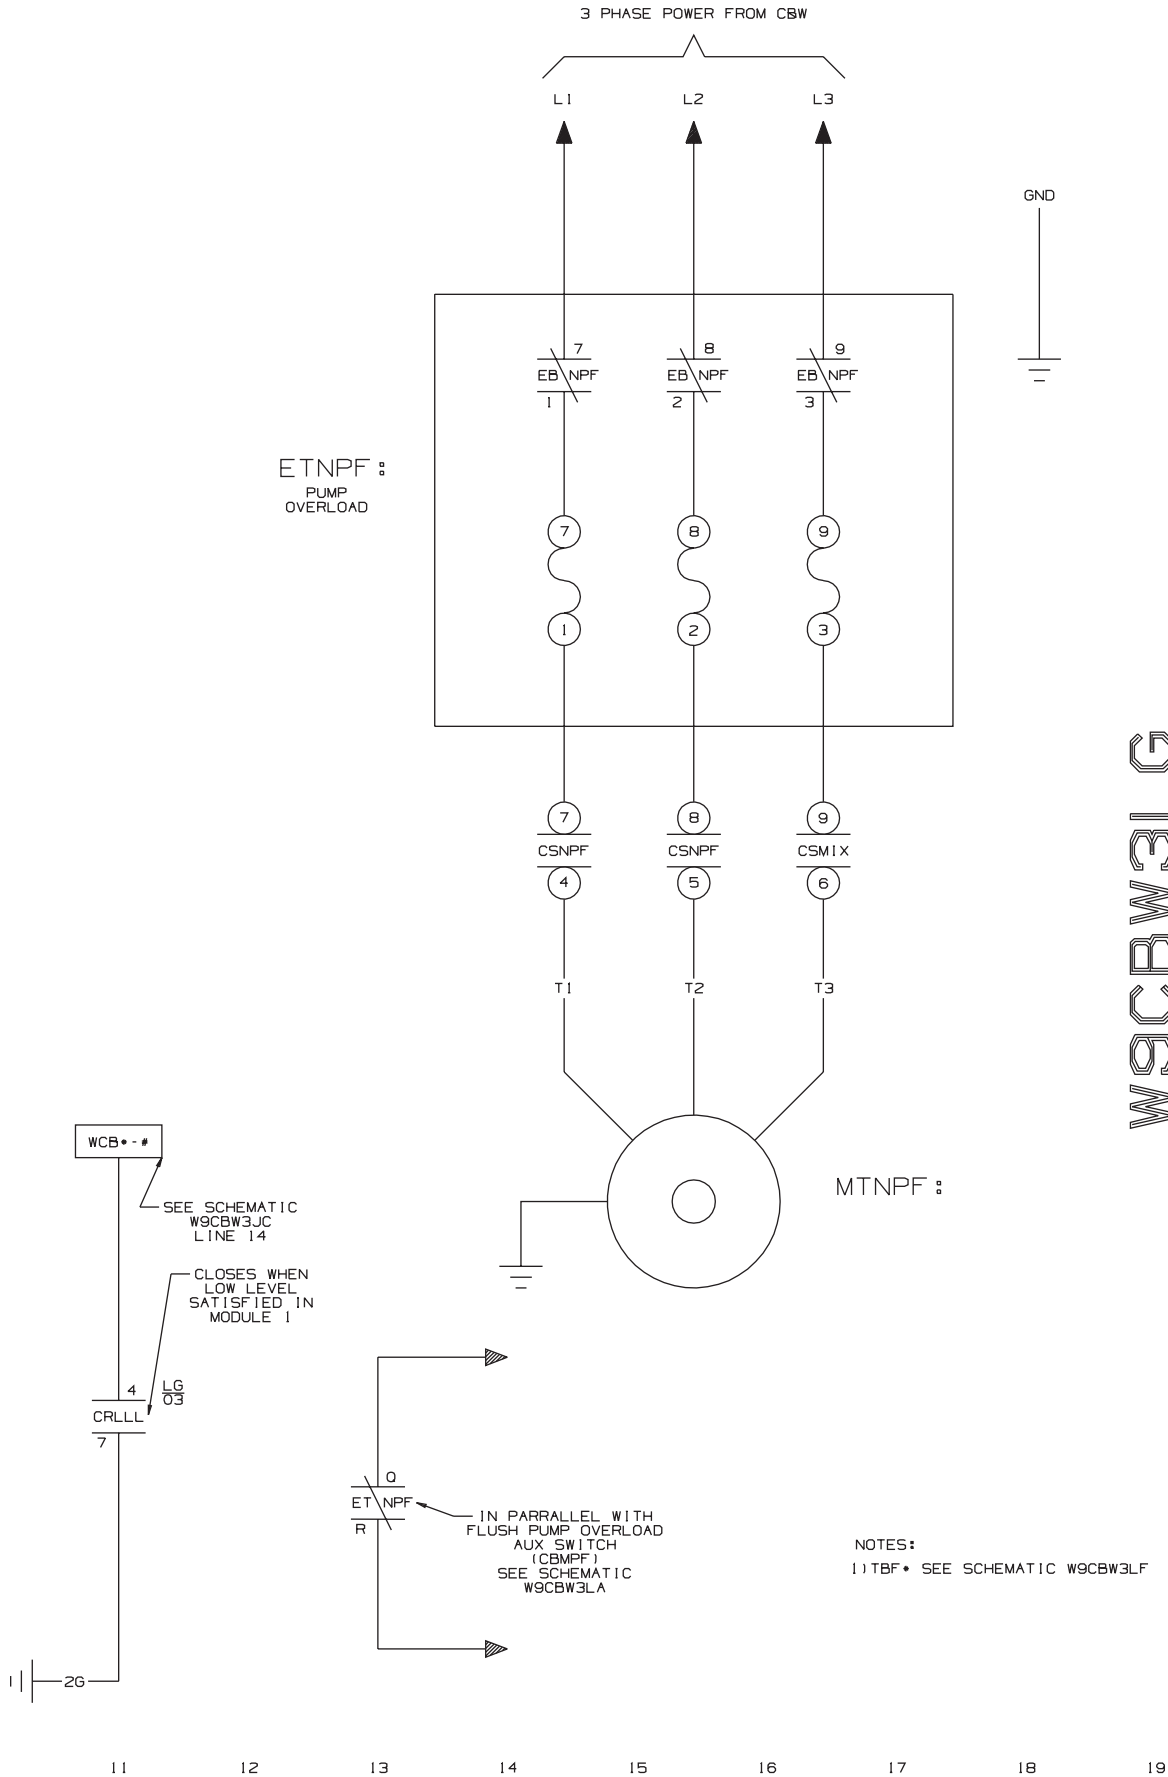 3 PHASE POWER FROM CBW
L1 L2 L3
GND
7 8 9
EB NPF EB NPF EB NPF
1 2 3
ETNPF:
PUMP
OVERLOAD
7 8 9
1 2 3
7 8 9
CSNPF CSNPF CSMIX
4 5 6
T1 T2 T3
W9CBW3LG
MTNPF:
WCB•-#
SEE SCHEMATIC
W9CBW3JC
LINE 14
CLOSES WHEN
LOW LEVEL
SATISFIED IN
MODULE 1
4 LG
03
CRLLL
7
Q
ET NPF
R
IN PARRALLEL WITH
FLUSH PUMP OVERLOAD
AUX SWITCH
(CBMPF)
SEE SCHEMATIC
W9CBW3LA
NOTES:
1)TBF• SEE SCHEMATIC W9CBW3LF
2G
11 12 13 14 15 16 17 18 19